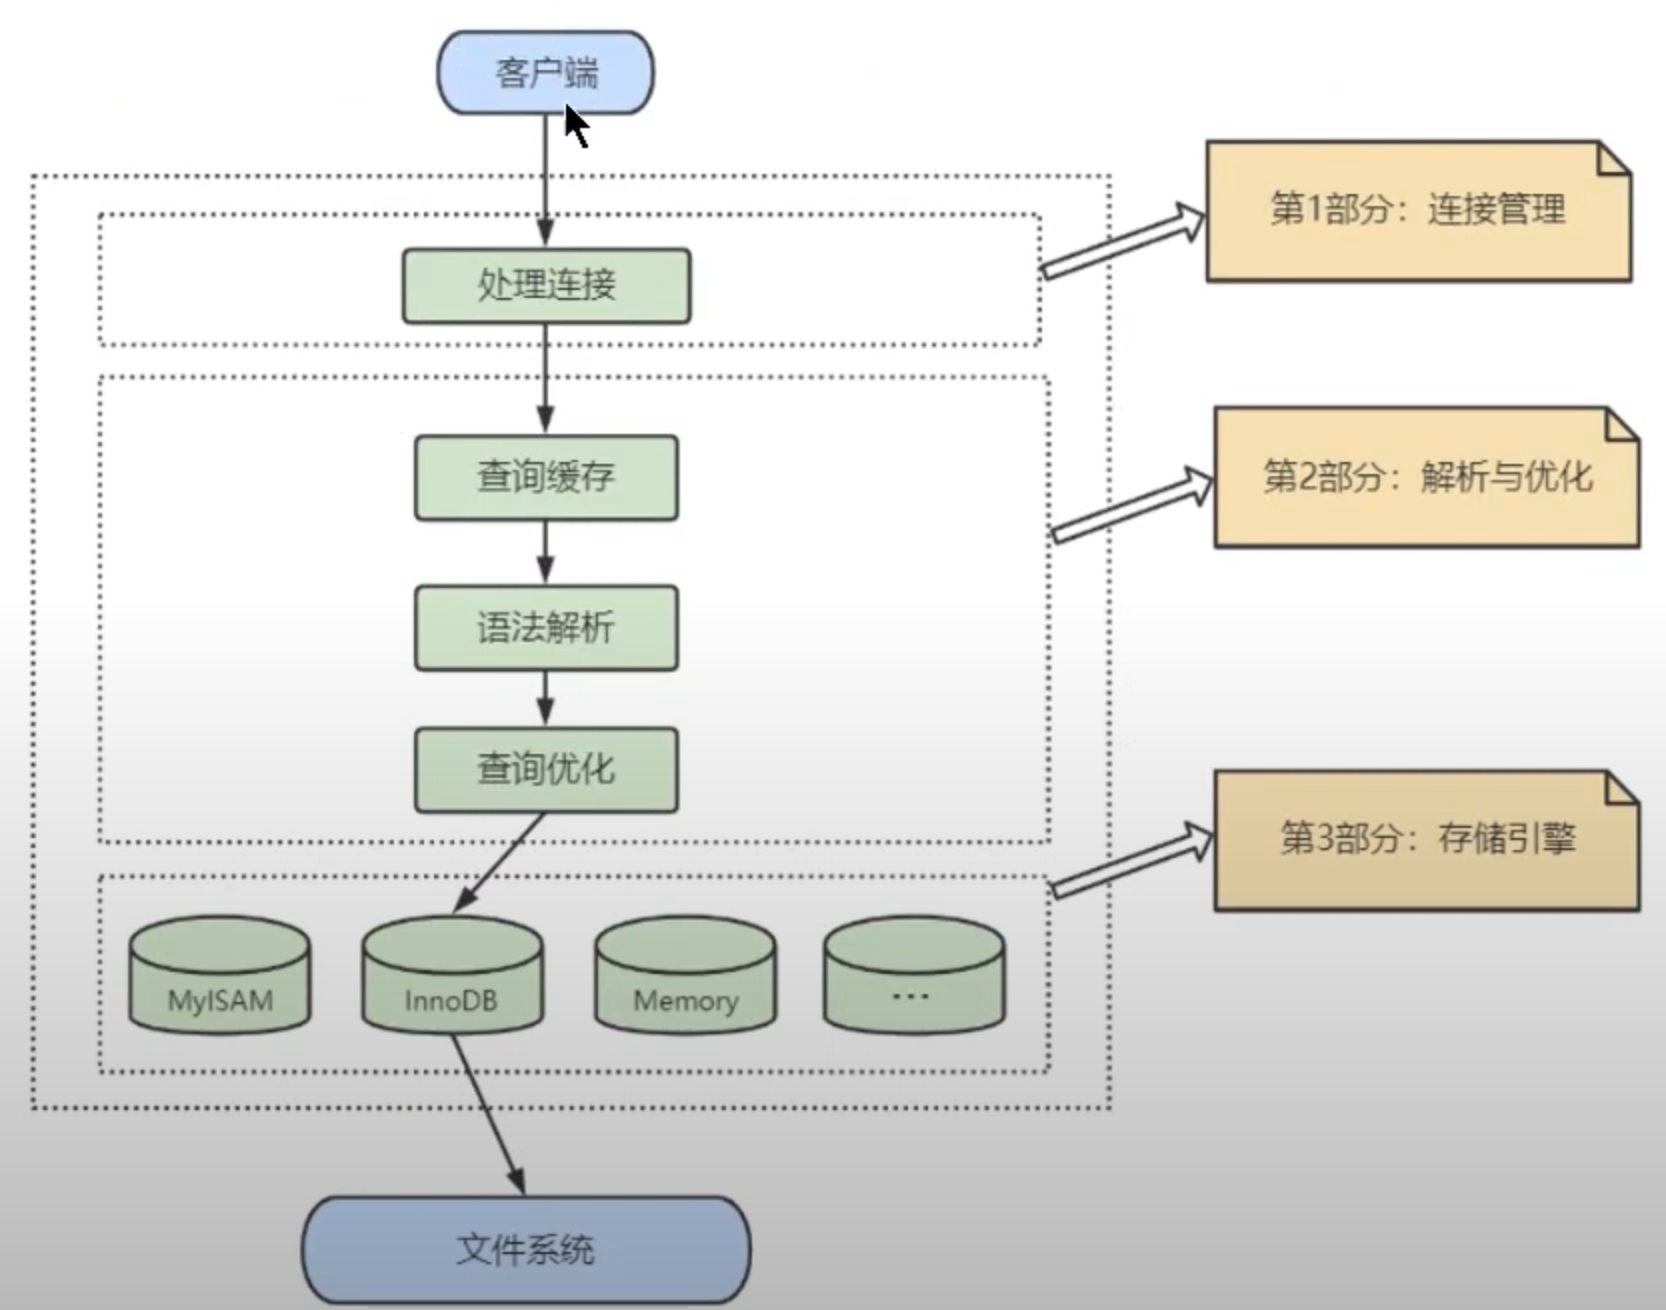 客户端
处理连接
第1部分：连接管理
查询缓存
语法解析
查询优化
第2部分：解析与优化
MyISAM
InnoDB
Memory
...
第3部分：存储引擎
文件系统